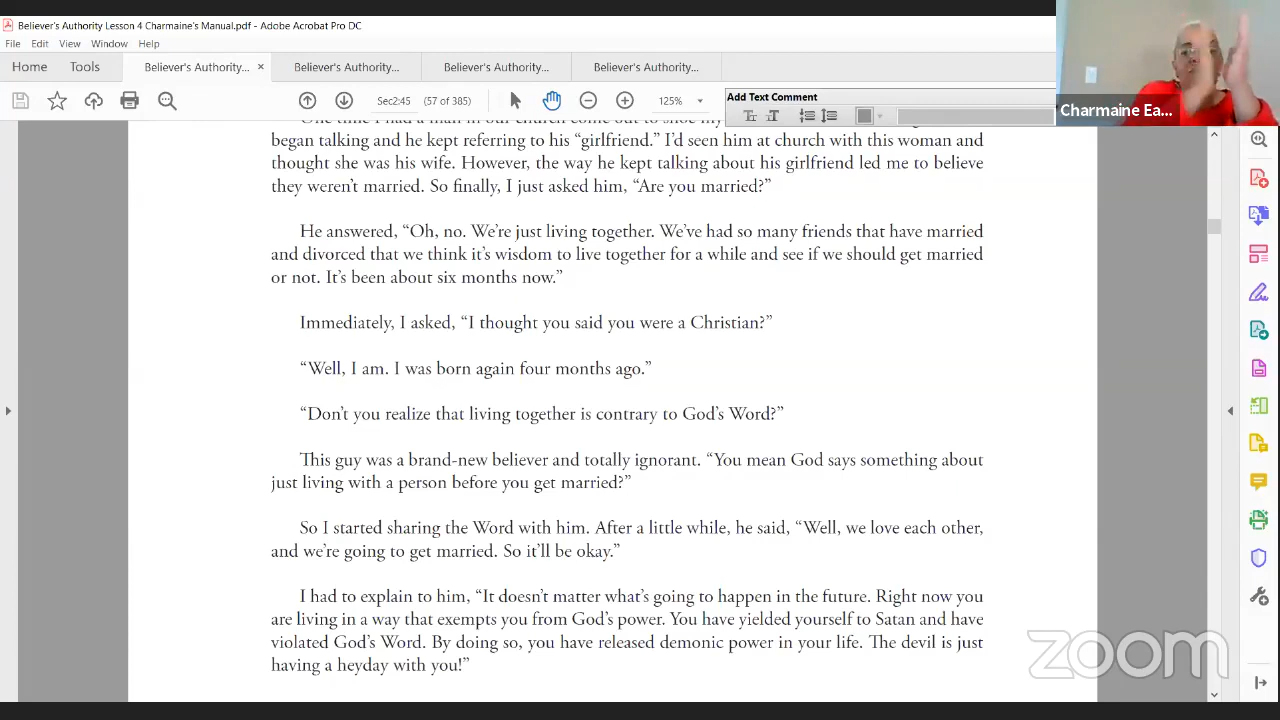 Believer's Authority Lesson 4 Charmaine's Manual.pdf - Adobe Acrobat Pro DC
File Edit View Window Help
Home Tools Believer's Authority... × Believer's Authority... Believer's Authority... Believer's Authority...
Sec2:45 (57 of 385) 125%
Add Text Comment
Charmaine Ea...
began talking and he kept referring to his “girlfriend.” I’d seen him at church with this woman and
thought she was his wife. However, the way he kept talking about his girlfriend led me to believe
they weren’t married. So finally, I just asked him, “Are you married?”
He answered, “Oh, no. We’re just living together. We’ve had so many friends that have married
and divorced that we think it’s wisdom to live together for a while and see if we should get married
or not. It’s been about six months now.”
Immediately, I asked, “I thought you said you were a Christian?”
“Well, I am. I was born again four months ago.”
“Don’t you realize that living together is contrary to God’s Word?”
This guy was a brand-new believer and totally ignorant. “You mean God says something about
just living with a person before you get married?”
So I started sharing the Word with him. After a little while, he said, “Well, we love each other,
and we’re going to get married. So it’ll be okay.”
I had to explain to him, “It doesn’t matter what’s going to happen in the future. Right now you
are living in a way that exempts you from God’s power. You have yielded yourself to Satan and have
violated God’s Word. By doing so, you have released demonic power in your life. The devil is just
having a heyday with you!”
zoom